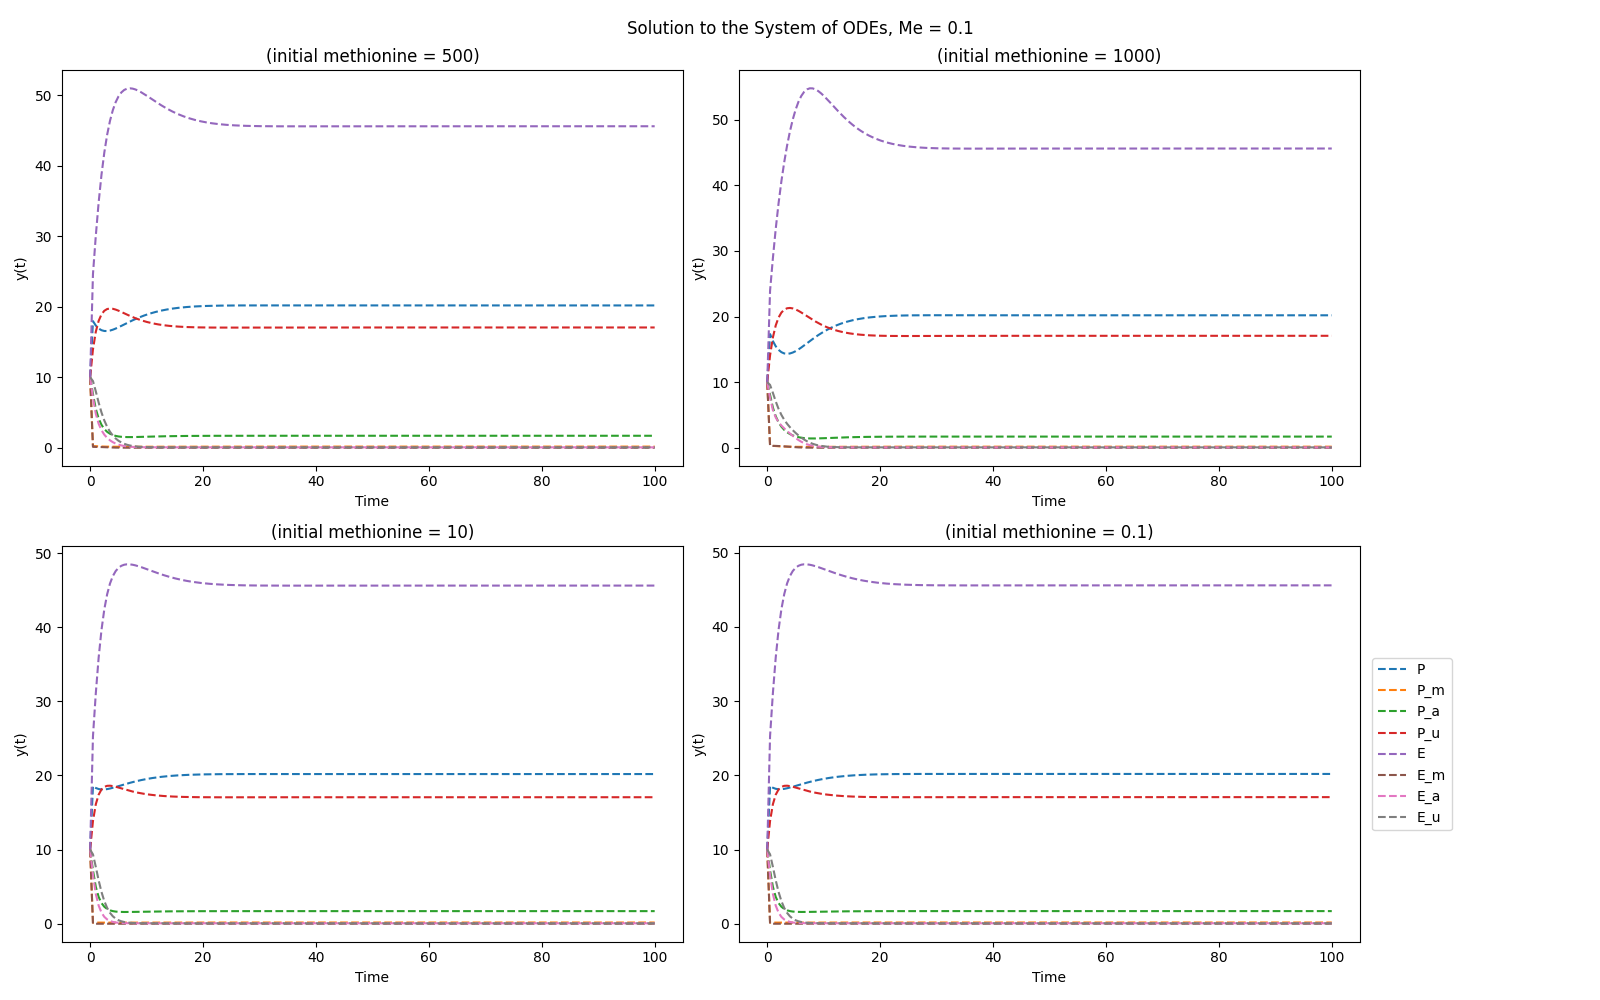 Solution to the System of ODEs, Me = 0.1
(initial methionine = 500)
50
40
30
20
10
0
y(t)
0 20 40 60 80 100
Time
(initial methionine = 1000)
50
40
30
20
10
0
y(t)
0 20 40 60 80 100
Time
(initial methionine = 10)
50
40
30
20
10
0
y(t)
0 20 40 60 80 100
Time
(initial methionine = 0.1)
50
40
30
20
10
0
y(t)
0 20 40 60 80 100
Time
P
P_m
P_a
P_u
E
E_m
E_a
E_u